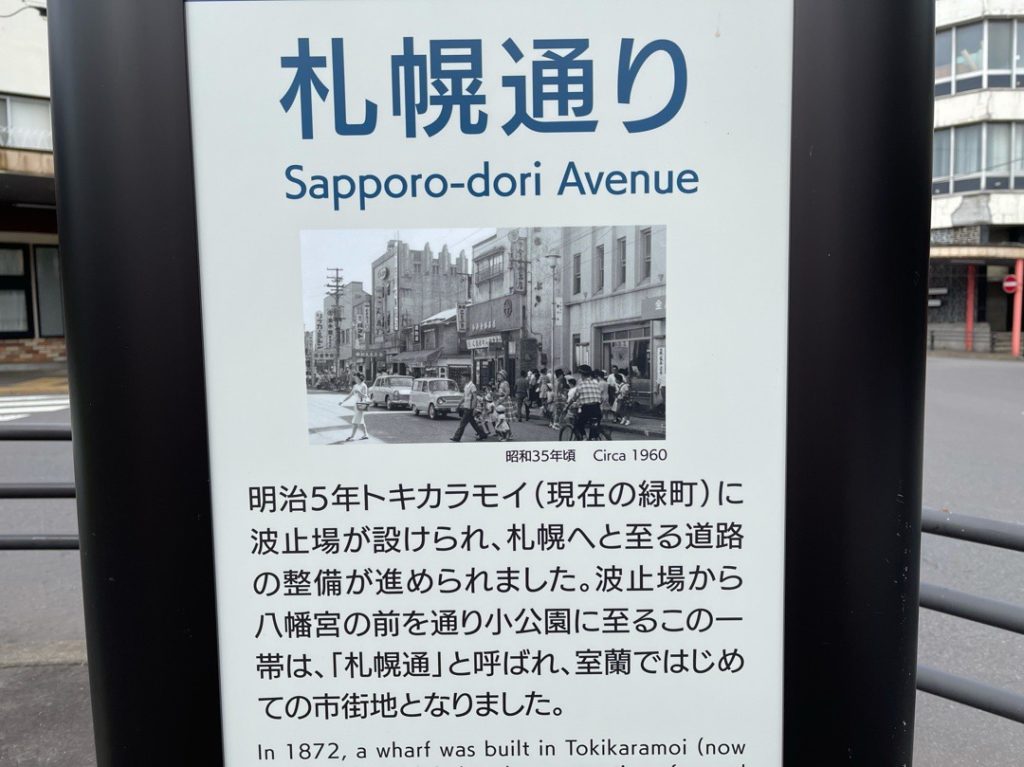 札幌通り
Sapporo-dori Avenue
昭和35年頃 Circa 1960
明治5年トキカラモイ（現在の緑町）に
波止場が設けられ、札幌へと至る道路
の整備が進められました。波止場から
八幡宮の前を通り小公園に至るこの一
帯は、「札幌通」と呼ばれ、室蘭ではじめ
ての市街地となりました。
In 1872, a wharf was built in Tokikaramoi (now